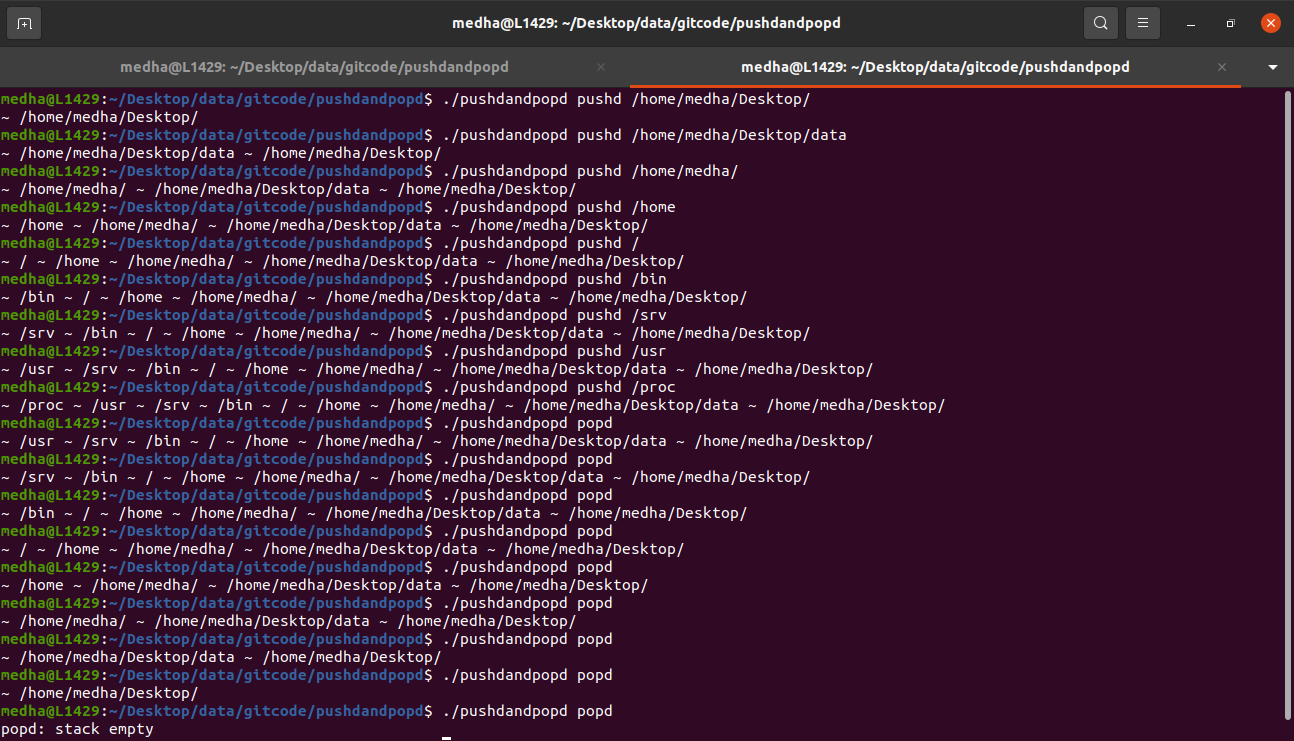 medha@L1429: ~/Desktop/data/gitcode/pushdandpopd
medha@L1429: ~/Desktop/data/gitcode/pushdandpopd
medha@L1429: ~/Desktop/data/gitcode/pushdandpopd
medha@L1429:~/Desktop/data/gitcode/pushdandpopd$ ./pushdandpopd pushd /home/medha/Desktop/
~ /home/medha/Desktop/
medha@L1429:~/Desktop/data/gitcode/pushdandpopd$ ./pushdandpopd pushd /home/medha/Desktop/data
~ /home/medha/Desktop/data ~ /home/medha/Desktop/
medha@L1429:~/Desktop/data/gitcode/pushdandpopd$ ./pushdandpopd pushd /home/medha/
~ /home/medha/ ~ /home/medha/Desktop/data ~ /home/medha/Desktop/
medha@L1429:~/Desktop/data/gitcode/pushdandpopd$ ./pushdandpopd pushd /home
~ /home ~ /home/medha/ ~ /home/medha/Desktop/data ~ /home/medha/Desktop/
medha@L1429:~/Desktop/data/gitcode/pushdandpopd$ ./pushdandpopd pushd /
~ / ~ /home ~ /home/medha/ ~ /home/medha/Desktop/data ~ /home/medha/Desktop/
medha@L1429:~/Desktop/data/gitcode/pushdandpopd$ ./pushdandpopd pushd /bin
~ /bin ~ / ~ /home ~ /home/medha/ ~ /home/medha/Desktop/data ~ /home/medha/Desktop/
medha@L1429:~/Desktop/data/gitcode/pushdandpopd$ ./pushdandpopd pushd /srv
~ /srv ~ /bin ~ / ~ /home ~ /home/medha/ ~ /home/medha/Desktop/data ~ /home/medha/Desktop/
medha@L1429:~/Desktop/data/gitcode/pushdandpopd$ ./pushdandpopd pushd /usr
~ /usr ~ /srv ~ /bin ~ / ~ /home ~ /home/medha/ ~ /home/medha/Desktop/data ~ /home/medha/Desktop/
medha@L1429:~/Desktop/data/gitcode/pushdandpopd$ ./pushdandpopd pushd /proc
~ /proc ~ /usr ~ /srv ~ /bin ~ / ~ /home ~ /home/medha/ ~ /home/medha/Desktop/data ~ /home/medha/Desktop/
medha@L1429:~/Desktop/data/gitcode/pushdandpopd$ ./pushdandpopd popd
~ /usr ~ /srv ~ /bin ~ / ~ /home ~ /home/medha/ ~ /home/medha/Desktop/data ~ /home/medha/Desktop/
medha@L1429:~/Desktop/data/gitcode/pushdandpopd$ ./pushdandpopd popd
~ /srv ~ /bin ~ / ~ /home ~ /home/medha/ ~ /home/medha/Desktop/data ~ /home/medha/Desktop/
medha@L1429:~/Desktop/data/gitcode/pushdandpopd$ ./pushdandpopd popd
~ /bin ~ / ~ /home ~ /home/medha/ ~ /home/medha/Desktop/data ~ /home/medha/Desktop/
medha@L1429:~/Desktop/data/gitcode/pushdandpopd$ ./pushdandpopd popd
~ / ~ /home ~ /home/medha/ ~ /home/medha/Desktop/data ~ /home/medha/Desktop/
medha@L1429:~/Desktop/data/gitcode/pushdandpopd$ ./pushdandpopd popd
~ /home ~ /home/medha/ ~ /home/medha/Desktop/data ~ /home/medha/Desktop/
medha@L1429:~/Desktop/data/gitcode/pushdandpopd$ ./pushdandpopd popd
~ /home/medha/ ~ /home/medha/Desktop/data ~ /home/medha/Desktop/
medha@L1429:~/Desktop/data/gitcode/pushdandpopd$ ./pushdandpopd popd
~ /home/medha/Desktop/data ~ /home/medha/Desktop/
medha@L1429:~/Desktop/data/gitcode/pushdandpopd$ ./pushdandpopd popd
~ /home/medha/Desktop/
medha@L1429:~/Desktop/data/gitcode/pushdandpopd$ ./pushdandpopd popd
popd: stack empty